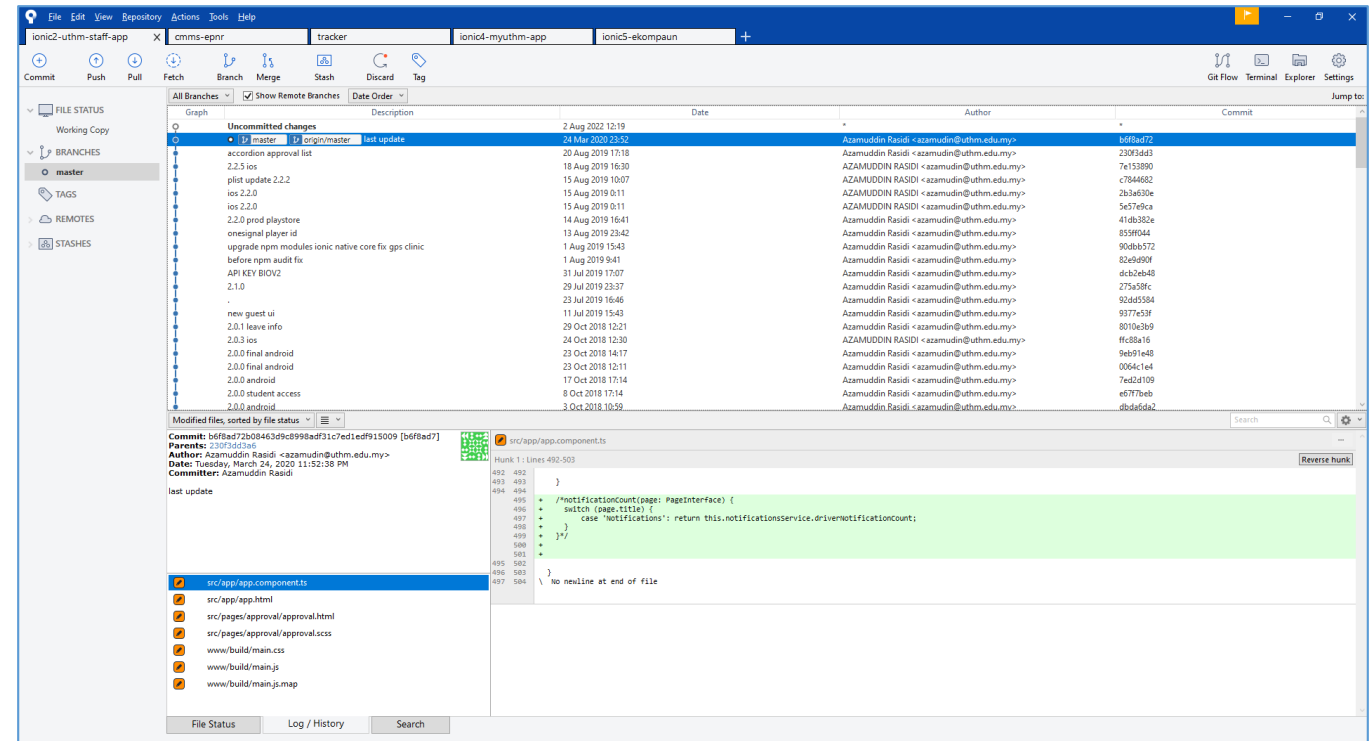 File Edit View Repository Actions Tools Help
ionic2-uthm-staff-app X cmms-epnr tracker ionic4-myuthm-app ionic5-ekompaun +
Commit Push Pull Fetch Branch Merge Stash Discard Tag Git Flow Terminal Explorer Settings
All Branches Show Remote Branches Date Order Jump to:
FILE STATUS
Working Copy
BRANCHES
master
TAGS
REMOTES
STASHES
Graph Description Date Author Commit
Uncommitted changes 2 Aug 2022 12:19 * *
master origin/master last update 24 Mar 2020 23:52 Azamuddin Rasidi <azamudin@uthm.edu.my> b6f8ad72
accordion approval list 20 Aug 2019 17:18 Azamuddin Rasidi <azamudin@uthm.edu.my> 230f3dd3
2.2.5 ios 18 Aug 2019 16:30 AZAMUDDIN RASIDI <azamudin@uthm.edu.my> 7e153890
plist update 2.2.2 15 Aug 2019 10:07 AZAMUDDIN RASIDI <azamudin@uthm.edu.my> c7844682
ios 2.2.0 15 Aug 2019 0:11 AZAMUDDIN RASIDI <azamudin@uthm.edu.my> 2b3a630e
ios 2.2.0 15 Aug 2019 0:11 AZAMUDDIN RASIDI <azamudin@uthm.edu.my> 5e57e9ca
2.2.0 prod playstore 14 Aug 2019 16:41 Azamuddin Rasidi <azamudin@uthm.edu.my> 41db382e
onesignal player id 13 Aug 2019 23:42 Azamuddin Rasidi <azamudin@uthm.edu.my> 855ff044
upgrade npm modules ionic native core fix gps clinic 1 Aug 2019 15:43 Azamuddin Rasidi <azamudin@uthm.edu.my> 90dbb572
before npm audit fix 1 Aug 2019 9:41 Azamuddin Rasidi <azamudin@uthm.edu.my> 82e9d90f
API KEY BIOV2 31 Jul 2019 17:07 Azamuddin Rasidi <azamudin@uthm.edu.my> dcb2eb48
2.1.0 29 Jul 2019 23:37 Azamuddin Rasidi <azamudin@uthm.edu.my> 275a58fc
. 23 Jul 2019 16:46 Azamuddin Rasidi <azamudin@uthm.edu.my> 92dd5584
new guest ui 11 Jul 2019 15:43 Azamuddin Rasidi <azamudin@uthm.edu.my> 9377e53f
2.0.1 leave info 29 Oct 2018 12:21 Azamuddin Rasidi <azamudin@uthm.edu.my> 8010e3b9
2.0.3 ios 24 Oct 2018 12:30 AZAMUDDIN RASIDI <azamudin@uthm.edu.my> ffc88a16
2.0.0 final android 23 Oct 2018 14:17 Azamuddin Rasidi <azamudin@uthm.edu.my> 9eb91e48
2.0.0 final android 23 Oct 2018 12:11 Azamuddin Rasidi <azamudin@uthm.edu.my> 0064c1e4
2.0.0 android 17 Oct 2018 17:14 Azamuddin Rasidi <azamudin@uthm.edu.my> 7ed2d109
2.0.0 student access 8 Oct 2018 17:14 Azamuddin Rasidi <azamudin@uthm.edu.my> e67f7beb
2.0.0 android 3 Oct 2018 10:59 Azamuddin Rasidi <azamudin@uthm.edu.my> dbda6da2
Modified files, sorted by file status Search
Commit: b6f8ad72b08463d9c8998adf31c7ed1edf915009 [b6f8ad7]
Parents: 230f3dd3a6
Author: Azamuddin Rasidi <azamudin@uthm.edu.my>
Date: Tuesday, March 24, 2020 11:52:38 PM
Committer: Azamuddin Rasidi
last update
src/app/app.component.ts
src/app/app.html
src/pages/approval/approval.html
src/pages/approval/approval.scss
www/build/main.css
www/build/main.js
www/build/main.js.map
src/app/app.component.ts
Hunk 1 : Lines 492-503 Reverse hunk
492 492
493 493 }
494 494
495 + /*notificationCount(page: PageInterface) {
496 + switch (page.title) {
497 + case 'Notifications': return this.notificationsService.driverNotificationCount;
498 + }
499 + }*/
500 +
501 +
495 502
496 503 }
497 504 \ No newline at end of file
File Status Log / History Search